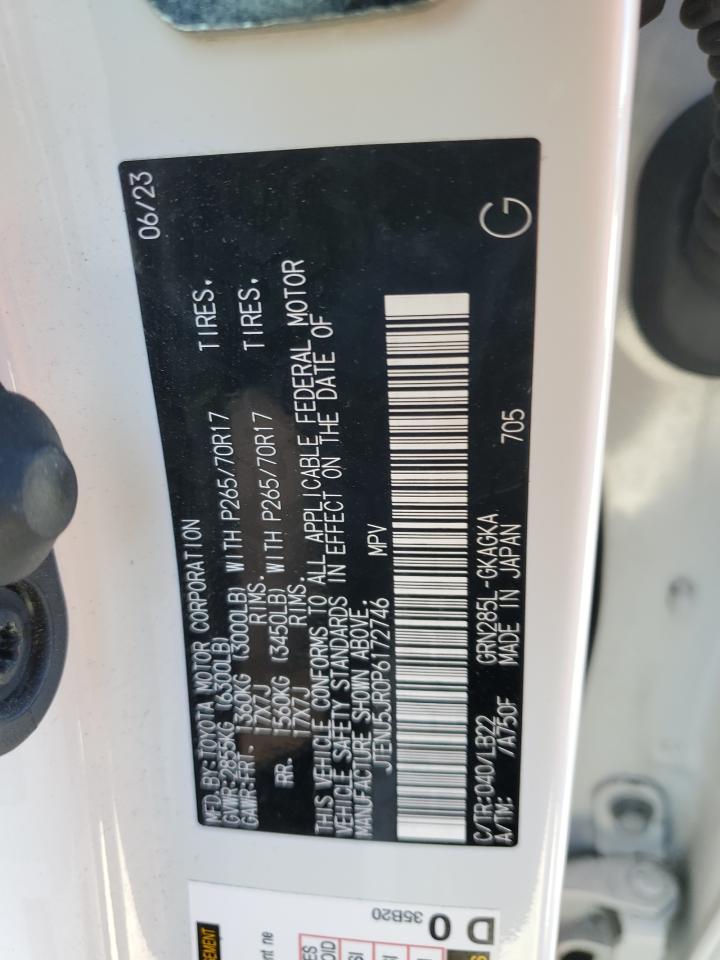 MFD.BY:TOYOTA MOTOR CORPORATION 06/23
GVWR:2855KG (6300LB)
GAWR:FRT- 1360KG (3000LB) WITH P265/70R17 TIRES,
17X7J RIMS.
RR. 1560KG (3450LB) WITH P265/70R17 TIRES,
17X7J RIMS.
THIS VEHICLE CONFORMS TO ALL APPLICABLE FEDERAL MOTOR
VEHICLE SAFETY STANDARDS IN EFFECT ON THE DATE OF
MANUFACTURE SHOWN ABOVE.
JTENU5JR0P6172746 MPV
C/TR:040/LB22 GRN285L-GKAGKA 705
A/TM: /A750F MADE IN JAPAN G
35B20